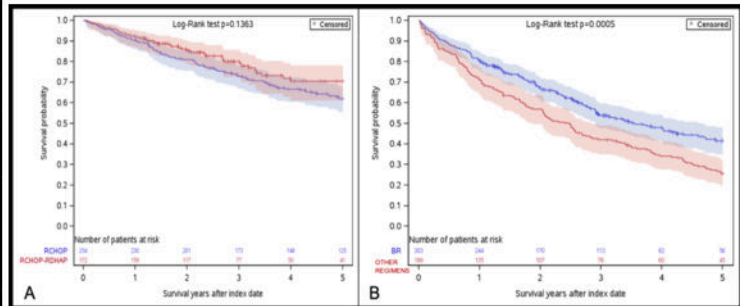 Log-Rank test p=0.1363
+ Censored
Survival probability
1.0
0.9
0.8
0.7
0.6
0.5
0.4
0.3
0.2
0.1
0.0
Number of patients at risk
RCHOP
RCHOP-RDHAP
0 1 2 3 4 5
A
Survival years after index date
Log-Rank test p=0.0005
+ Censored
Survival probability
1.0
0.9
0.8
0.7
0.6
0.5
0.4
0.3
0.2
0.1
0.0
Number of patients at risk
BR
OTHER
REGIMENS
0 1 2 3 4 5
B
Survival years after index date